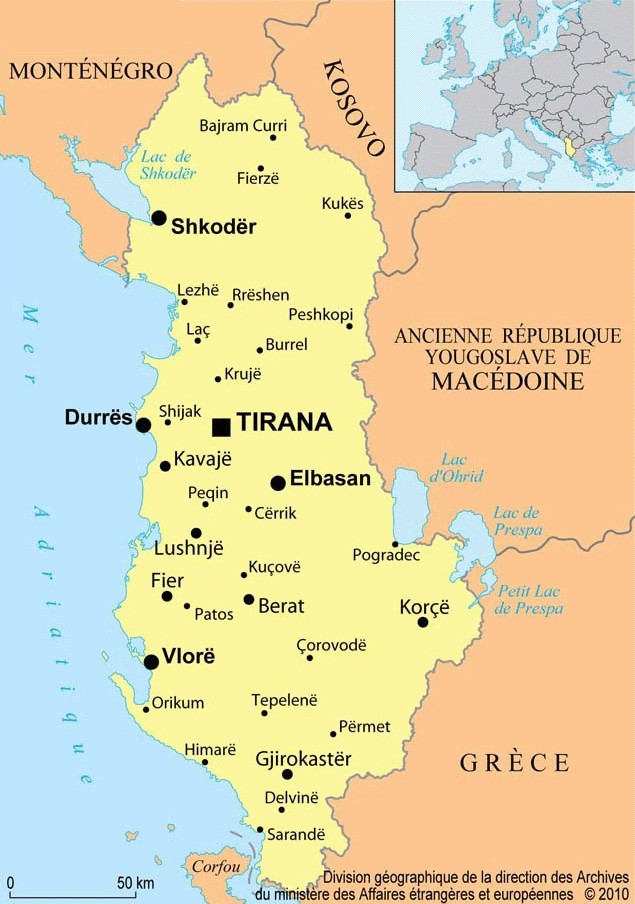 MONTÉNÉGRO
KOSOVO
Bajram Curri
Lac de
Shkodër
Fierzë
Kukës
Shkodër
Lezhë
Rrëshen
Peshkopi
Laç
Burrel
ANCIENNE RÉPUBLIQUE
YOUGOSLAVE DE
MACÉDOINE
Krujë
Durrës
Shijak
TIRANA
Kavajë
Elbasan
Lac
d'Ohrid
Peqin
Cërrik
Lac de
Prespa
Lushnjë
Pogradec
Kuçovë
Fier
Petit Lac
de Prespa
Patos
Berat
Korçë
Mer Adriatique
Vlorë
Çorovodë
Orikum
Tepelenë
Përmet
Himarë
Gjirokastër
GRÈCE
Delvinë
Sarandë
Corfou
0 50 km
Division géographique de la direction des Archives
du ministère des Affaires étrangères et européennes © 2010